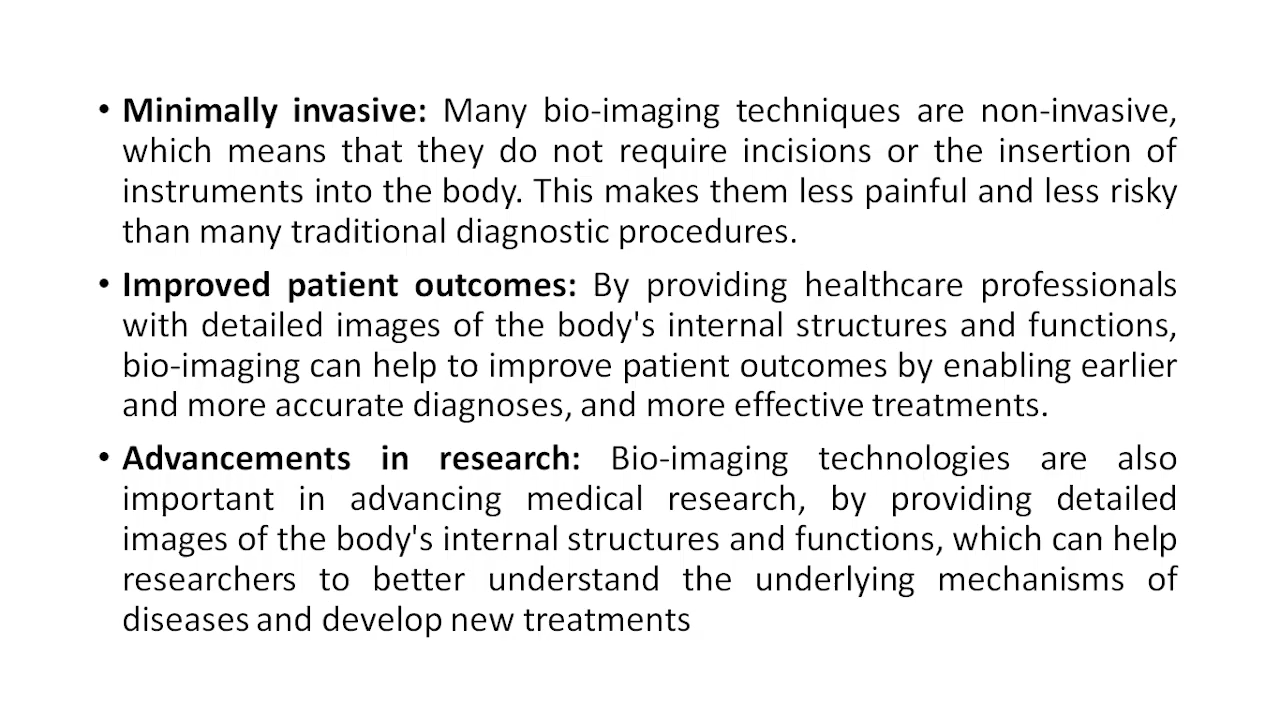 • Minimally invasive: Many bio-imaging techniques are non-invasive,
which means that they do not require incisions or the insertion of
instruments into the body. This makes them less painful and less risky
than many traditional diagnostic procedures.
• Improved patient outcomes: By providing healthcare professionals
with detailed images of the body's internal structures and functions,
bio-imaging can help to improve patient outcomes by enabling earlier
and more accurate diagnoses, and more effective treatments.
• Advancements in research: Bio-imaging technologies are also
important in advancing medical research, by providing detailed
images of the body's internal structures and functions, which can help
researchers to better understand the underlying mechanisms of
diseases and develop new treatments